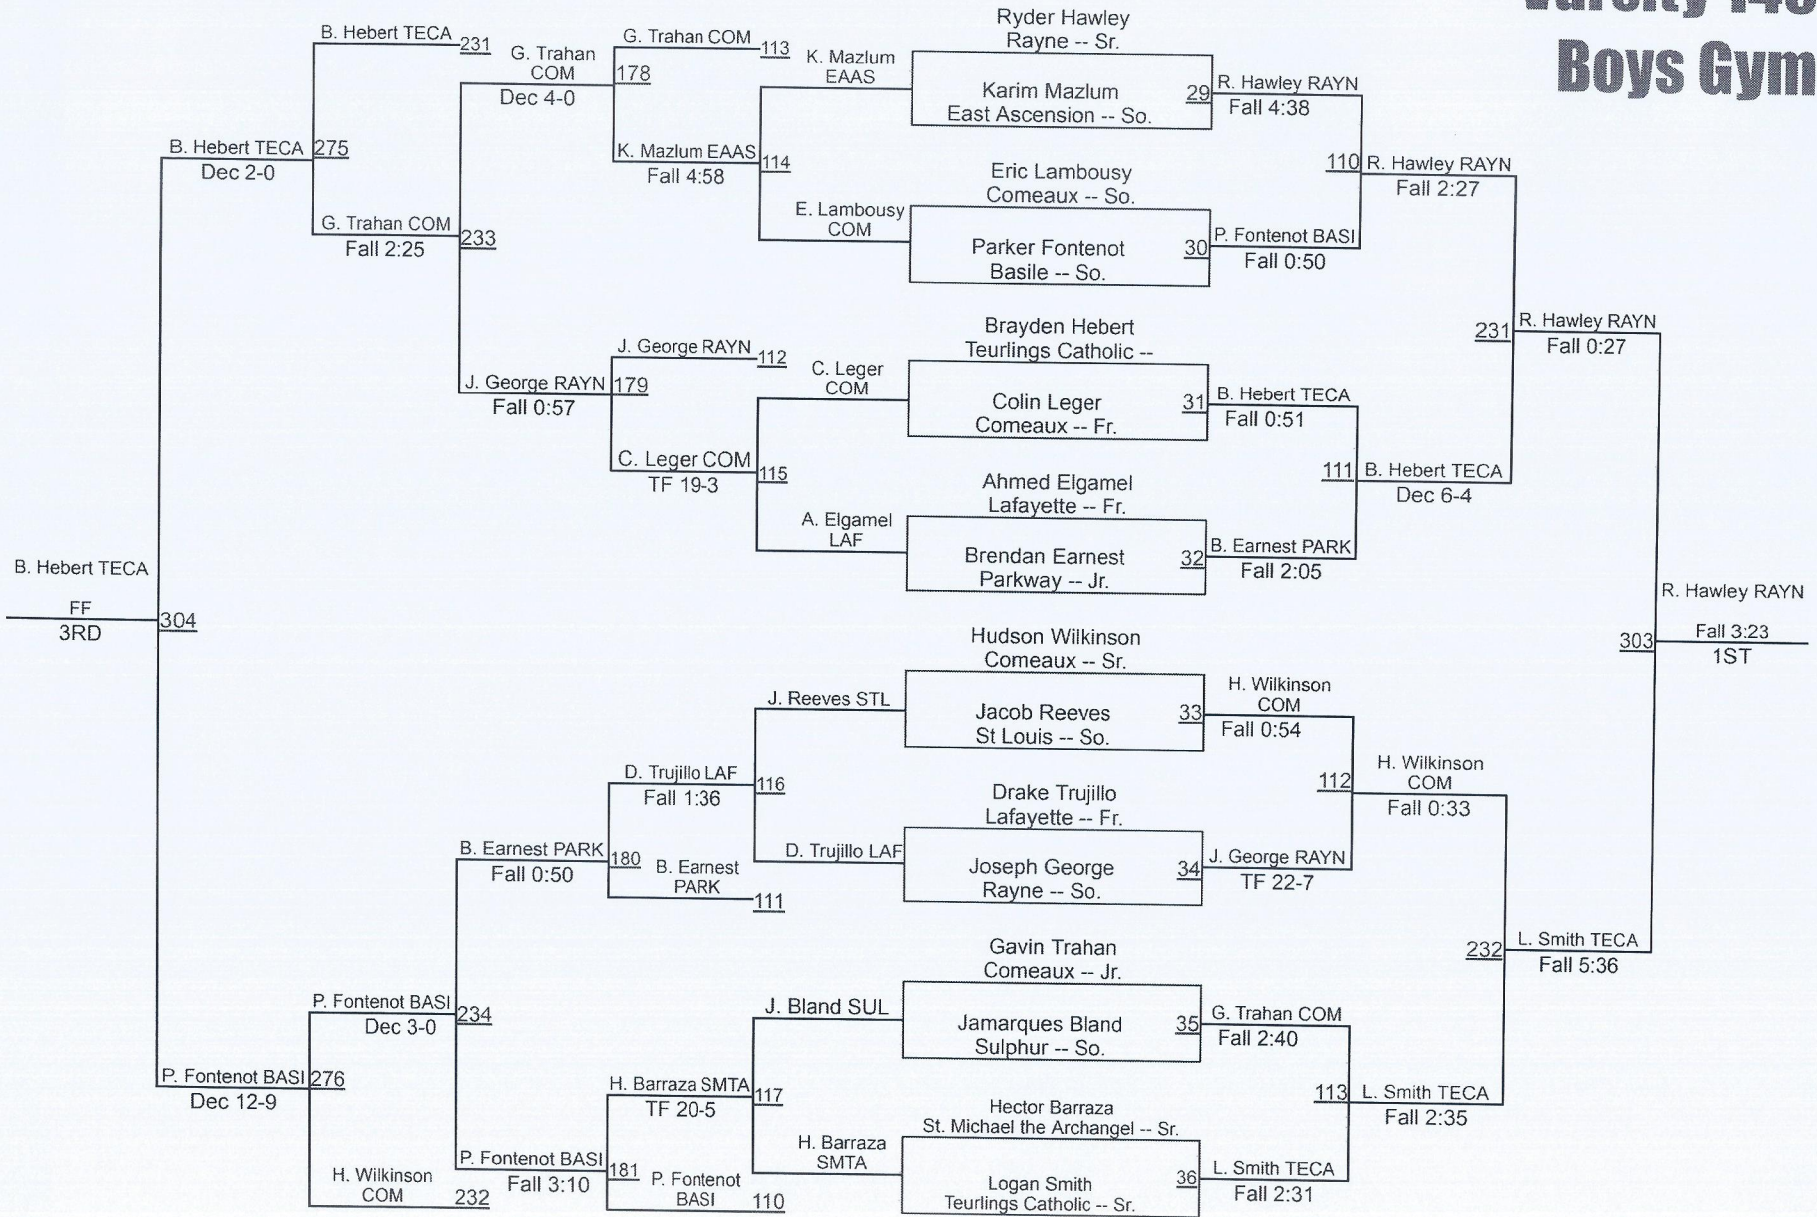 Boys Gym
B. Hebert TECA
231
G. Trahan
COM
Dec 4-0
G. Trahan COM
113
178
K. Mazlum
EAAS
K. Mazlum EAAS
Fall 4:58
114
E. Lambousy
COM
B. Hebert TECA
Dec 2-0
275
G. Trahan COM
Fall 2:25
233
J. George RAYN
112
J. George RAYN
Fall 0:57
179
C. Leger
COM
C. Leger COM
TF 19-3
115
A. Elgamel
LAF
B. Hebert TECA
FF
3RD
304
J. Reeves STL
D. Trujillo LAF
Fall 1:36
116
D. Trujillo LAF
B. Earnest PARK
Fall 0:50
180
B. Earnest
PARK
111
P. Fontenot BASI
Dec 3-0
234
J. Bland SUL
P. Fontenot BASI
Dec 12-9
276
H. Barraza SMTA
TF 20-5
117
H. Barraza
SMTA
P. Fontenot BASI
Fall 3:10
181
P. Fontenot
BASI
110
H. Wilkinson
COM
232
Ryder Hawley
Rayne -- Sr.
Karim Mazlum
East Ascension -- So.
29
R. Hawley RAYN
Fall 4:38
Eric Lambousy
Comeaux -- So.
Parker Fontenot
Basile -- So.
30
P. Fontenot BASI
Fall 0:50
110
R. Hawley RAYN
Fall 2:27
Brayden Hebert
Teurlings Catholic --
Colin Leger
Comeaux -- Fr.
31
B. Hebert TECA
Fall 0:51
Ahmed Elgamel
Lafayette -- Fr.
Brendan Earnest
Parkway -- Jr.
32
B. Earnest PARK
Fall 2:05
111
B. Hebert TECA
Dec 6-4
231
R. Hawley RAYN
Fall 0:27
Hudson Wilkinson
Comeaux -- Sr.
Jacob Reeves
St Louis -- So.
33
H. Wilkinson
COM
Fall 0:54
Drake Trujillo
Lafayette -- Fr.
Joseph George
Rayne -- So.
34
J. George RAYN
TF 22-7
112
H. Wilkinson
COM
Fall 0:33
Gavin Trahan
Comeaux -- Jr.
Jamarques Bland
Sulphur -- So.
35
G. Trahan COM
Fall 2:40
Hector Barraza
St. Michael the Archangel -- Sr.
Logan Smith
Teurlings Catholic -- Sr.
36
L. Smith TECA
Fall 2:31
113
L. Smith TECA
Fall 2:35
232
L. Smith TECA
Fall 5:36
303
R. Hawley RAYN
Fall 3:23
1ST